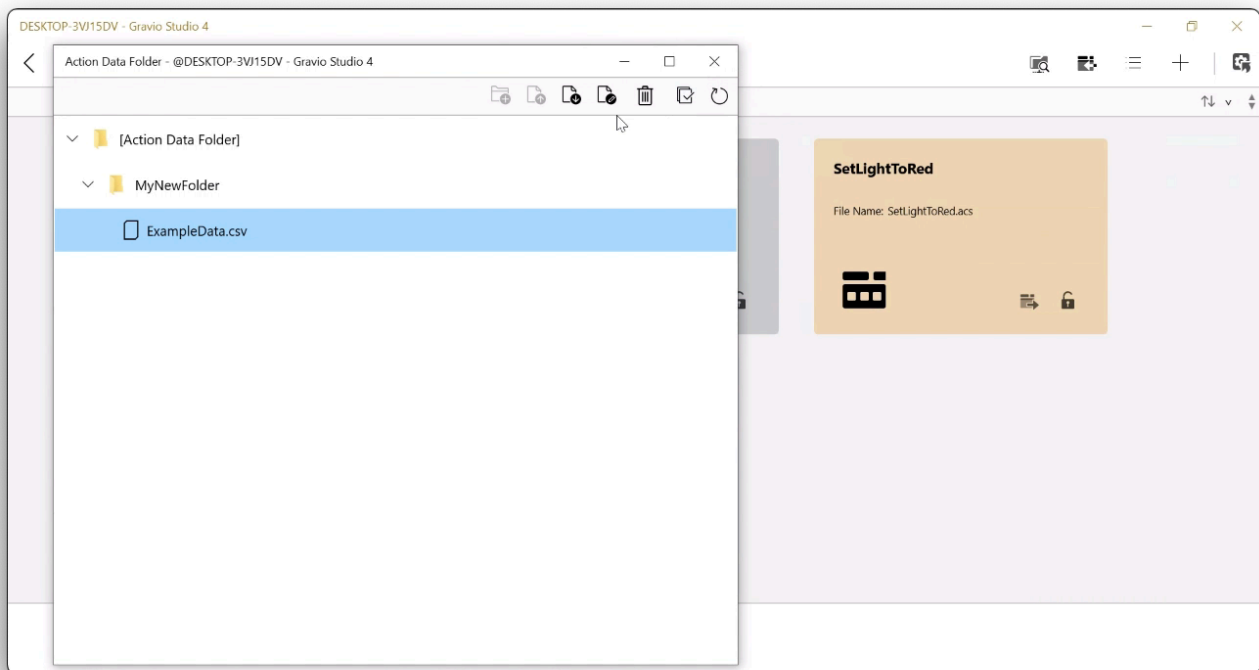 DESKTOP-3VJ15DV - Gravio Studio 4
Action Data Folder - @DESKTOP-3VJ15DV - Gravio Studio 4
[Action Data Folder]
MyNewFolder
ExampleData.csv
SetLightToRed
File Name: SetLightToRed.acs